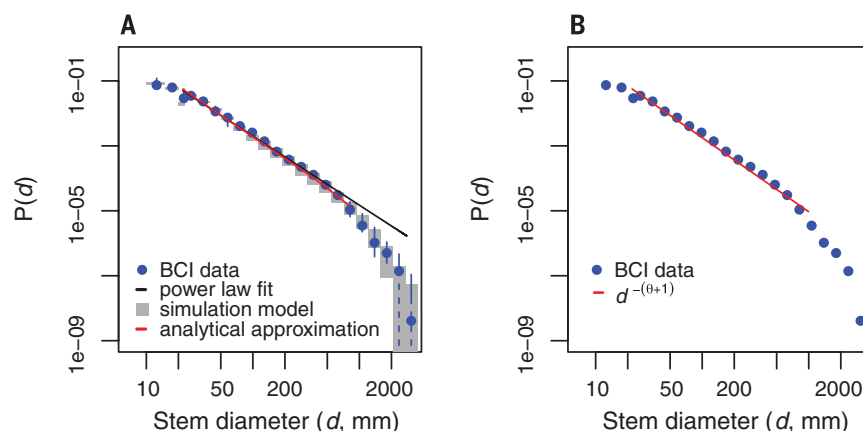 A
P(d)
1e−01
1e−05
1e−09
BCI data
power law fit
simulation model
analytical approximation
10 50 200 2000
Stem diameter (d, mm)
B
P(d)
1e−01
1e−05
1e−09
BCI data
d −(θ+1)
10 50 200 2000
Stem diameter (d, mm)